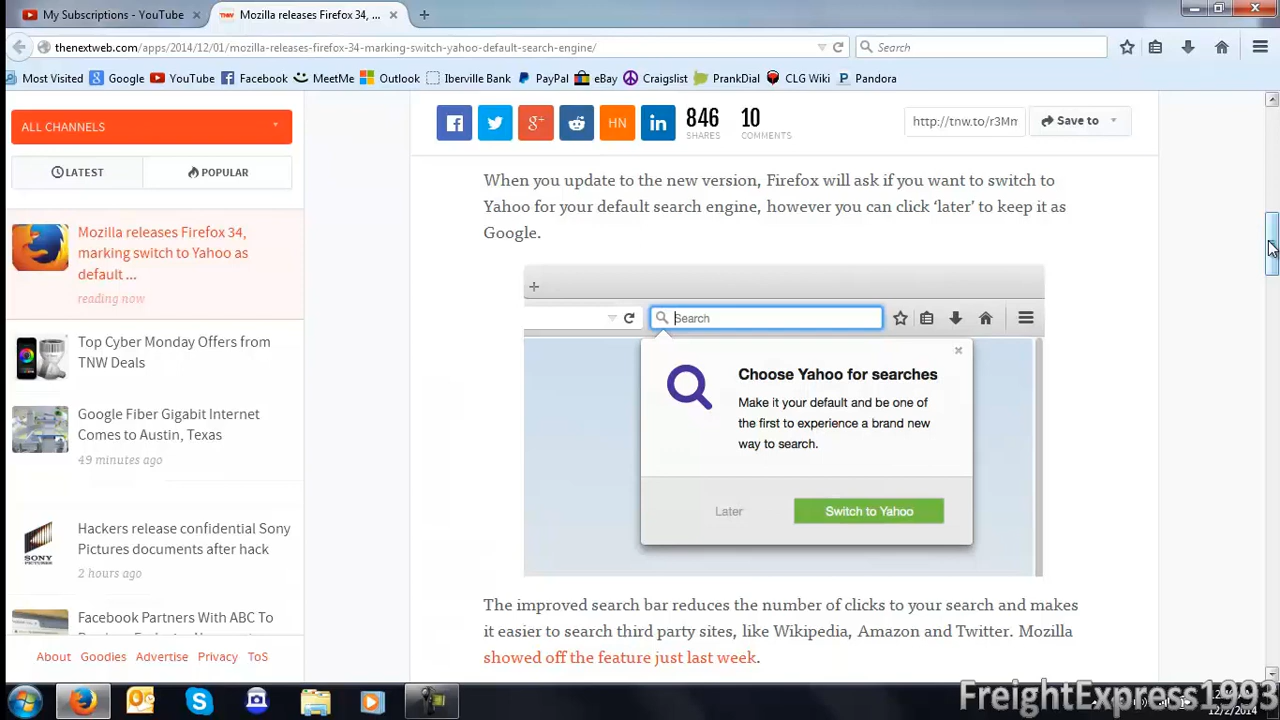 My Subscriptions - YouTube
Mozilla releases Firefox 34, ...
thenextweb.com/apps/2014/12/01/mozilla-releases-firefox-34-marking-switch-yahoo-default-search-engine/
Search
Most Visited Google YouTube Facebook MeetMe Outlook Iberville Bank PayPal eBay Craigslist PrankDial CLG Wiki Pandora
ALL CHANNELS
LATEST
POPULAR
Mozilla releases Firefox 34,
marking switch to Yahoo as
default ...
reading now
Top Cyber Monday Offers from
TNW Deals
Google Fiber Gigabit Internet
Comes to Austin, Texas
49 minutes ago
SONY
PICTURES
Hackers release confidential Sony
Pictures documents after hack
2 hours ago
Facebook Partners With ABC To
About Goodies Advertise Privacy ToS
HN
846
SHARES
10
COMMENTS
http://tnw.to/r3Mm
Save to
When you update to the new version, Firefox will ask if you want to switch to
Yahoo for your default search engine, however you can click ‘later’ to keep it as
Google.
Search
Choose Yahoo for searches
Make it your default and be one of
the first to experience a brand new
way to search.
Later
Switch to Yahoo
The improved search bar reduces the number of clicks to your search and makes
it easier to search third party sites, like Wikipedia, Amazon and Twitter. Mozilla
showed off the feature just last week.
FreightExpress1993
12/2/2014